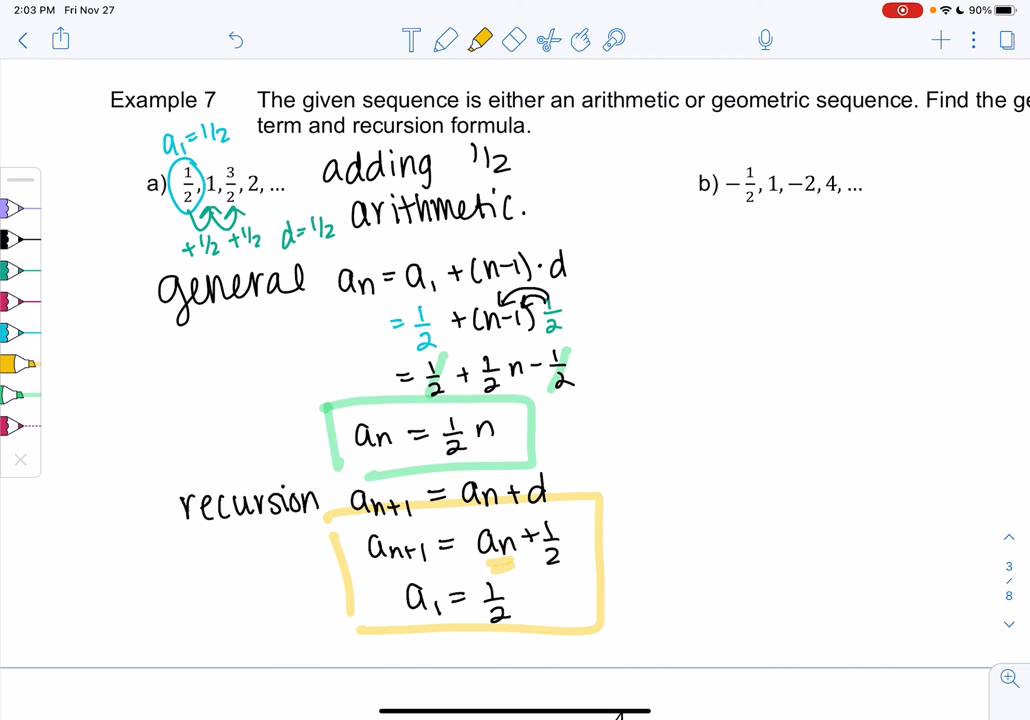 2:03 PM Fri Nov 27
90%
T
Example 7 The given sequence is either an arithmetic or geometric sequence. Find the ge
term and recursion formula.
a₁ = 1/2
a) 1/2, 1, 3/2, 2, ...
adding 1/2
arithmetic.
+1/2 +1/2 d = 1/2
general an = a₁ + (n-1) · d
= 1/2 + (n-1) 1/2
= 1/2 + 1/2 n - 1/2
an = 1/2 n
recursion an+1 = an + d
an+1 = an + 1/2
a₁ = 1/2
b) −1/2, 1, −2, 4, ...
3
/
8